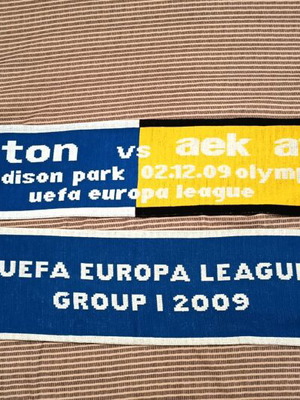 ton vs aek a
dison park 02.12.09 olymp
uefa europa league
UEFA EUROPA LEAGU
GROUP I 2009